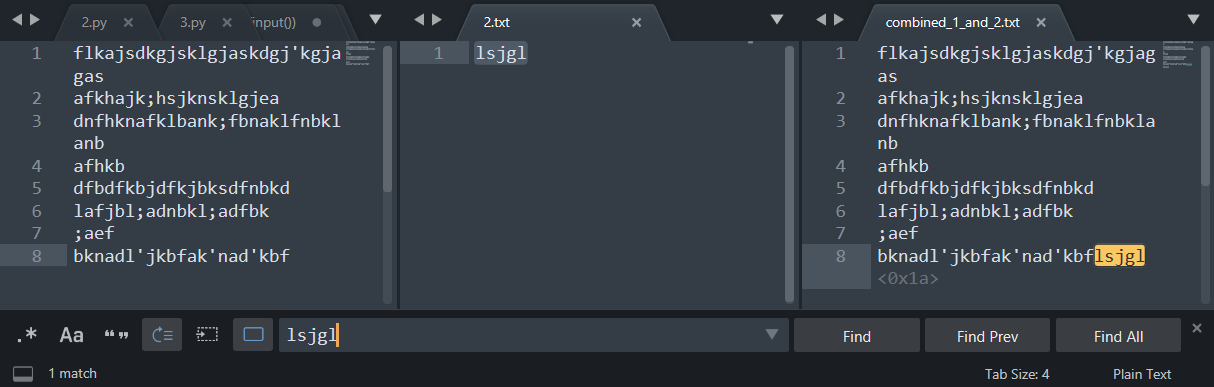 2.py × 3.py × input()) ●
1 flkajsdkgjsklgjaskdgj'kgja
gas
2 afkhajk;hsjknsklgjea
3 dnfhknafklbank;fbnaklfnbkl
anb
4 afhkb
5 dfbdfkbjdfkjbksdfnbkd
6 lafjbl;adnbkl;adfbk
7 ;aef
8 bknadl'jkbfak'nad'kbf
2.txt ×
1 lsjgl
combined_1_and_2.txt ×
1 flkajsdkgjsklgjaskdgj'kgjag
as
2 afkhajk;hsjknsklgjea
3 dnfhknafklbank;fbnaklfnbkla
nb
4 afhkb
5 dfbdfkbjdfkjbksdfnbkd
6 lafjbl;adnbkl;adfbk
7 ;aef
8 bknadl'jkbfak'nad'kbflsjgl
<0x1a>
.* Aa “” lsjgl Find Find Prev Find All ×
1 match Tab Size: 4 Plain Text